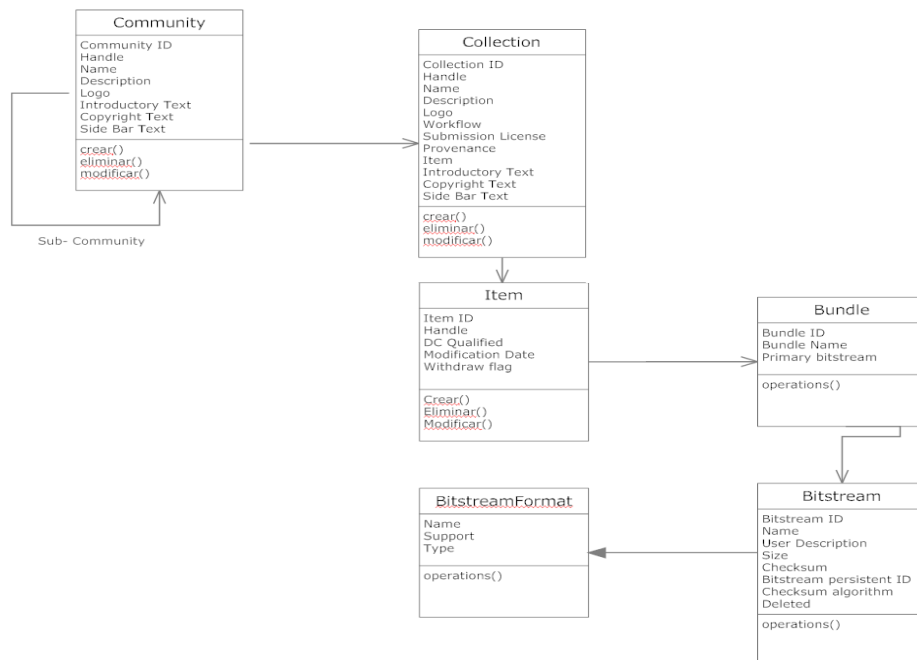 Community
Community ID
Handle
Name
Description
Logo
Introductory Text
Copyright Text
Side Bar Text
crear()
eliminar()
modificar()
Sub- Community
Collection
Collection ID
Handle
Name
Description
Logo
Workflow
Submission License
Provenance
Item
Introductory Text
Copyright Text
Side Bar Text
crear()
eliminar()
modificar()
Item
Item ID
Handle
DC Qualified
Modification Date
Withdraw flag
Crear()
Eliminar()
Modificar()
Bundle
Bundle ID
Bundle Name
Primary bitstream
operations()
BitstreamFormat
Name
Support
Type
operations()
Bitstream
Bitstream ID
Name
User Description
Size
Checksum
Bitstream persistent ID
Checksum algorithm
Deleted
operations()